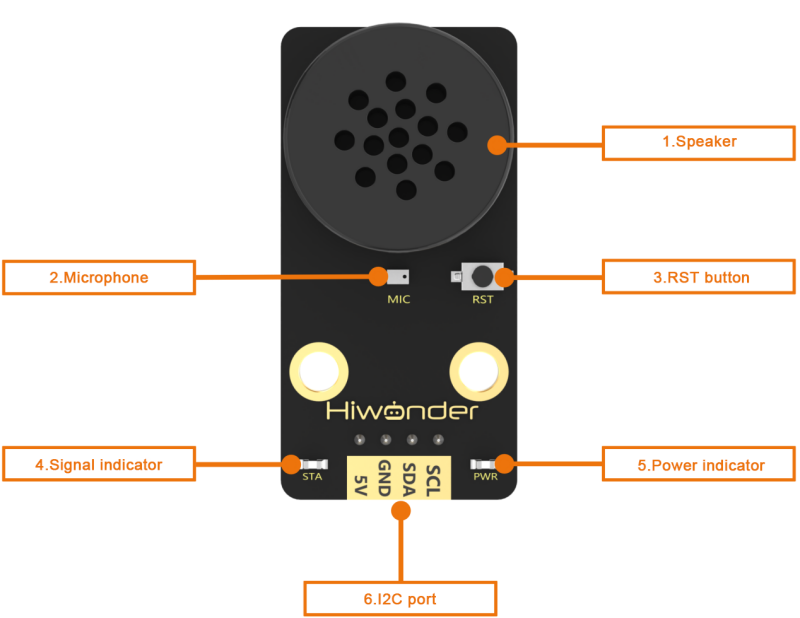 1.Speaker
2.Microphone
3.RST button
MIC
RST
Hiwonder
4.Signal indicator
5.Power indicator
STA
5V
GND
SDA
SCL
PWR
6.I2C port